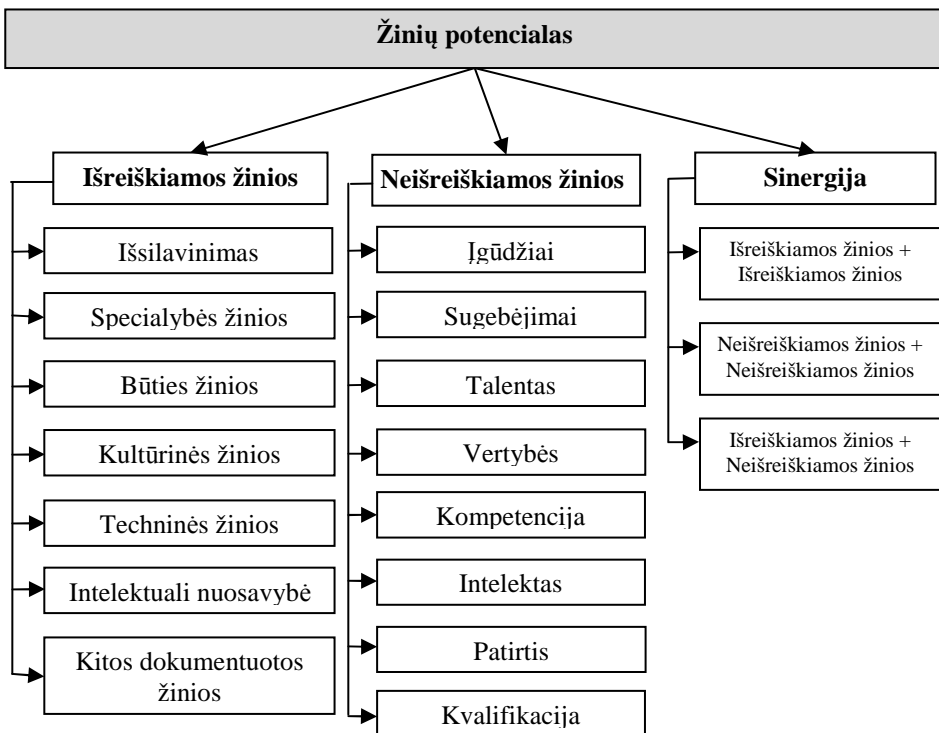 Žinių potencialas
Išreiškiamos žinios
Išsilavinimas
Specialybės žinios
Būties žinios
Kultūrinės žinios
Techninės žinios
Intelektuali nuosavybė
Kitos dokumentuotos
žinios
Neišreiškiamos žinios
Įgūdžiai
Sugebėjimai
Talentas
Vertybės
Kompetencija
Intelektas
Patirtis
Kvalifikacija
Sinergija
Išreiškiamos žinios +
Išreiškiamos žinios
Neišreiškiamos žinios +
Neišreiškiamos žinios
Išreiškiamos žinios +
Neišreiškiamos žinios